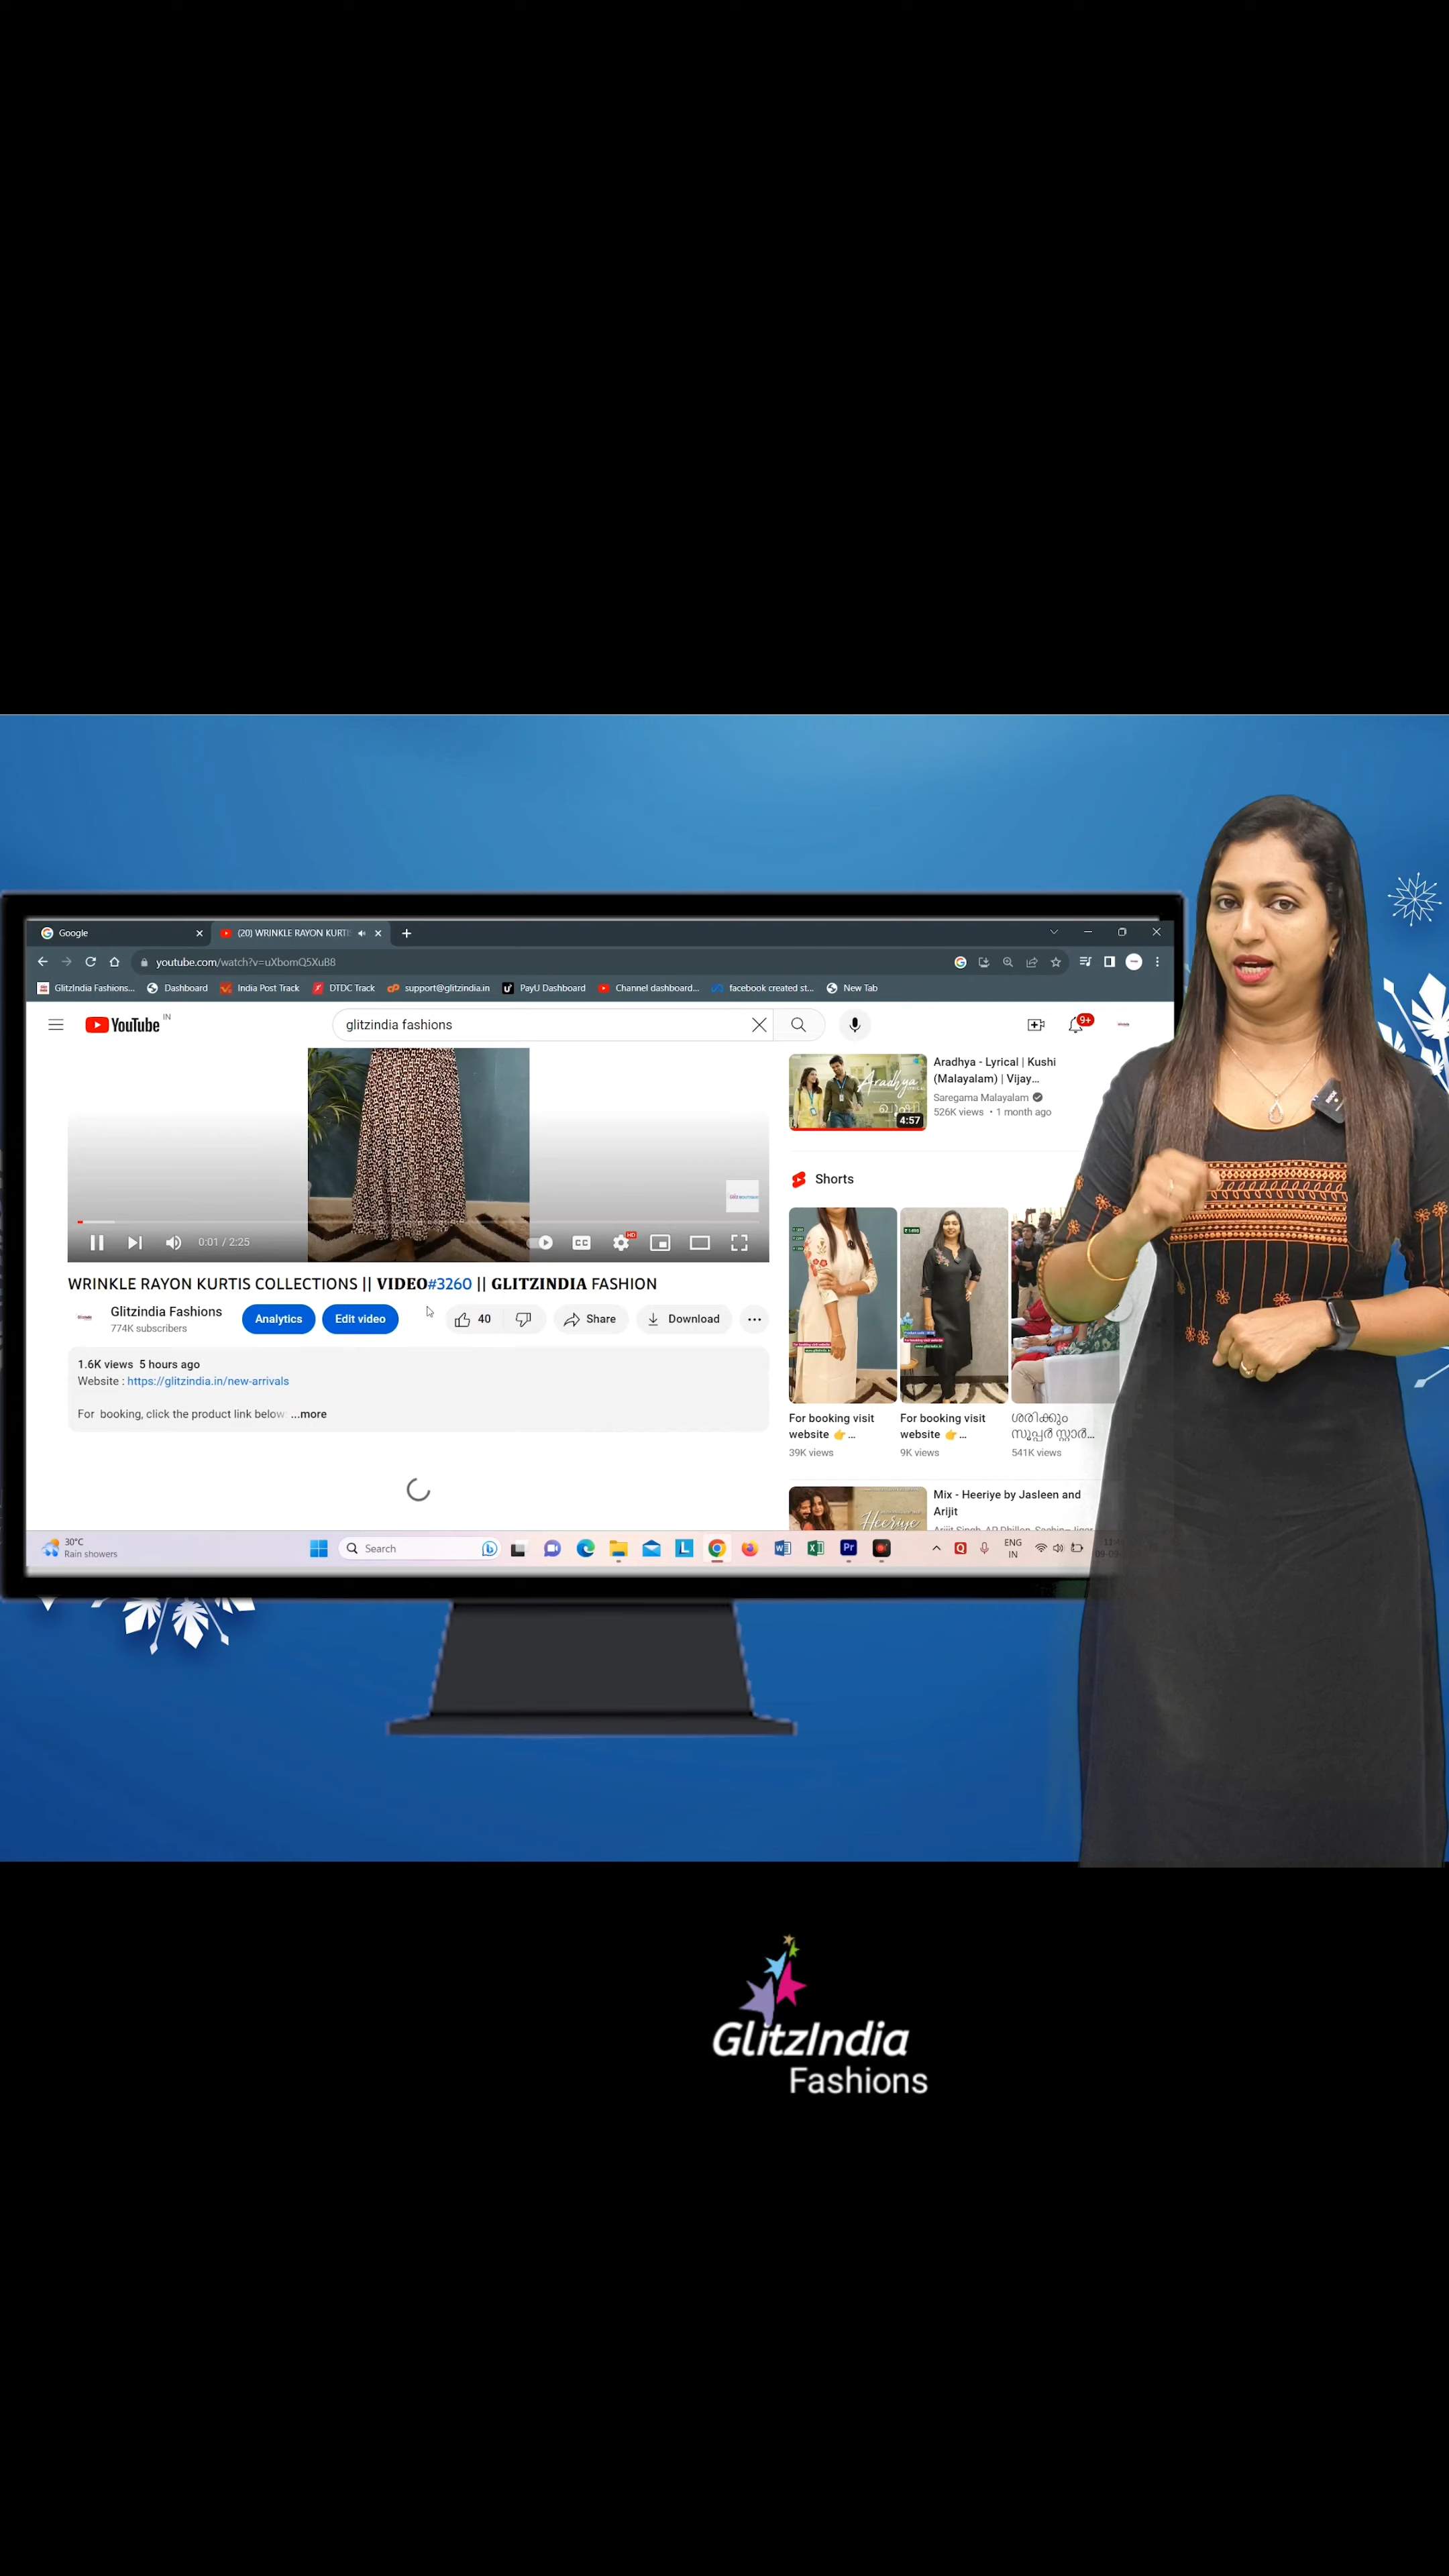 Google
(20) WRINKLE RAYON KURTIS
youtube.com/watch?v=uXbomQ5XuB8
GlitzIndia Fashions...
Dashboard
India Post Track
DTDC Track
support@glitzindia.in
PayU Dashboard
Channel dashboard...
facebook created st...
New Tab
YouTube IN
glitzindia fashions
9+
0:01 / 2:25
CC
HD
WRINKLE RAYON KURTIS COLLECTIONS || VIDEO#3260 || GLITZINDIA FASHION
Glitzindia Fashions
774K subscribers
Analytics
Edit video
40
Share
Download
1.6K views 5 hours ago
Website : https://glitzindia.in/new-arrivals
For booking, click the product link below
...more
Aradhya
4:57
Aradhya - Lyrical | Kushi
(Malayalam) | Vijay...
Saregama Malayalam
526K views • 1 month ago
Shorts
For booking visit
website 👉...
39K views
For booking visit
website 👉...
9K views
ശരിക്കും
സൂപ്പർ സ്റ്റാർ...
541K views
HEERIYE
Mix - Heeriye by Jasleen and
Arijit
30°C
Rain showers
Search
ENG
IN
GlitzIndia
Fashions